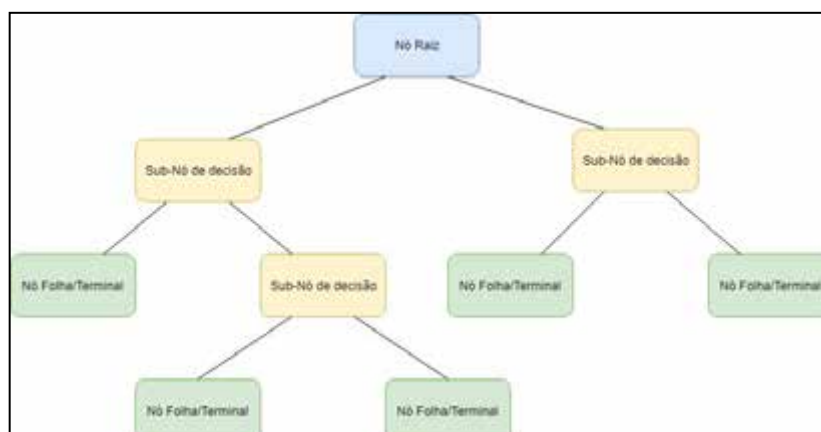 Nó Raiz
Sub-Nó de decisão
Sub-Nó de decisão
Nó Folha/Terminal
Sub-Nó de decisão
Nó Folha/Terminal
Nó Folha/Terminal
Nó Folha/Terminal
Nó Folha/Terminal